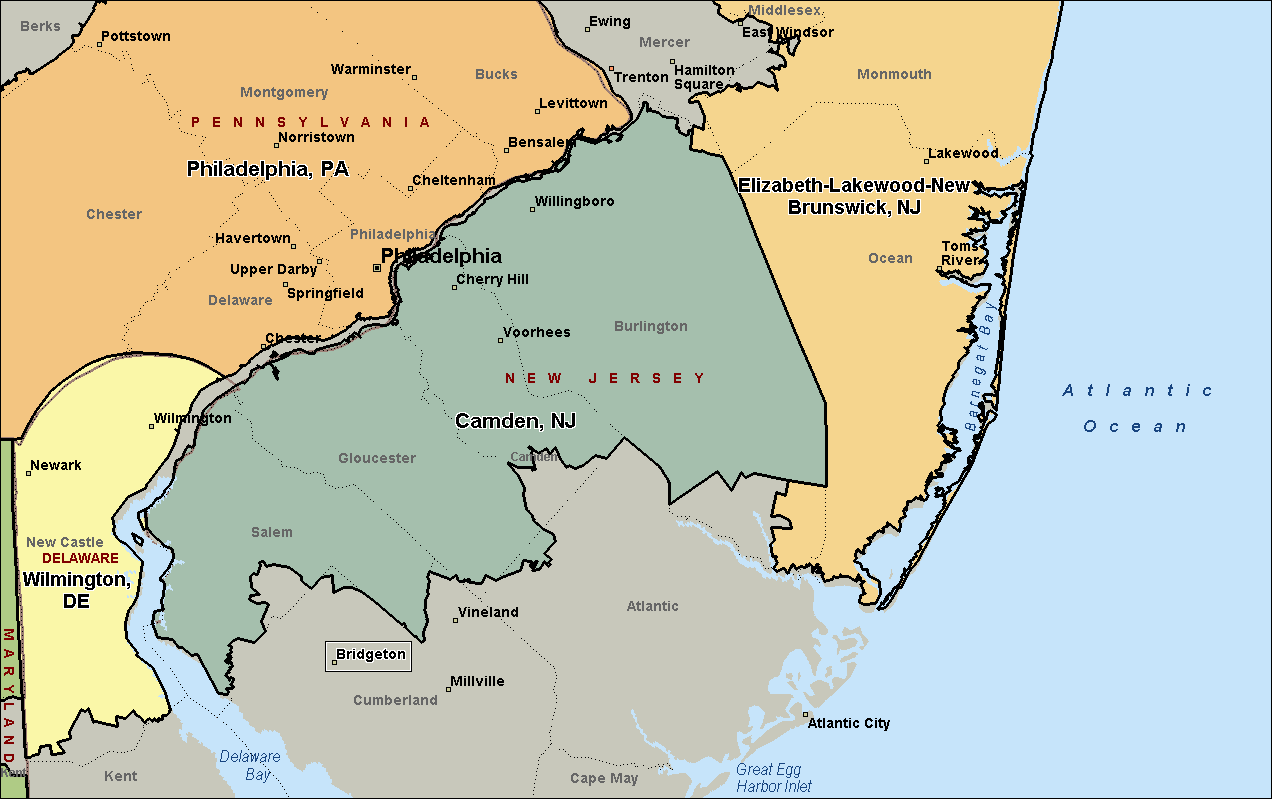 Berks
Pottstown
Ewing
Middlesex
East Windsor
Mercer
Warminster
Bucks
Trenton
Hamilton
Square
Monmouth
Montgomery
Levittown
PENNSYLVANIA
Norristown
Bensalem
Lakewood
Philadelphia, PA
Cheltenham
Elizabeth-Lakewood-New
Brunswick, NJ
Willingboro
Chester
Philadelphia
Havertown
Toms
River
Philadelphia
Ocean
Upper Darby
Cherry Hill
Springfield
Delaware
Burlington
Voorhees
Chester
Barnegat Bay
NEW JERSEY
Atlantic
Ocean
Wilmington
Camden, NJ
Newark
Gloucester
Camden
Salem
New Castle
DELAWARE
Wilmington,
DE
Atlantic
Vineland
MARYLAND
Bridgeton
Millville
Cumberland
Atlantic City
Delaware
Bay
Kent
Kent
Cape May
Great Egg
Harbor Inlet